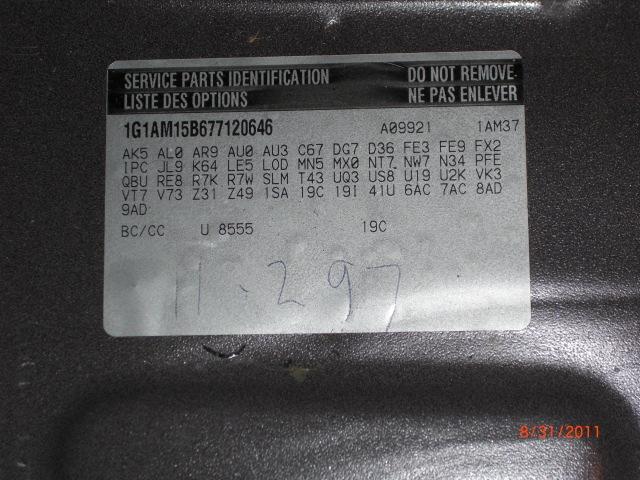 SERVICE PARTS IDENTIFICATION DO NOT REMOVE
LISTE DES OPTIONS NE PAS ENLEVER
1G1AM15B677120646 A09921 1AM37
AK5 AL0 AR9 AU0 AU3 C67 DG7 D36 FE3 FE9 FX2
IPC JL9 K64 LE5 LOD MN5 MX0 NT7 NW7 N34 PFE
QBU RE8 R7K R7W SLM T43 UQ3 US8 U19 U2K VK3
VT7 V73 Z31 Z49 1SA 19C 19I 41U 6AC 7AC 8AD
9AD
BC/CC U 8555 19C
11.297
8/31/2011